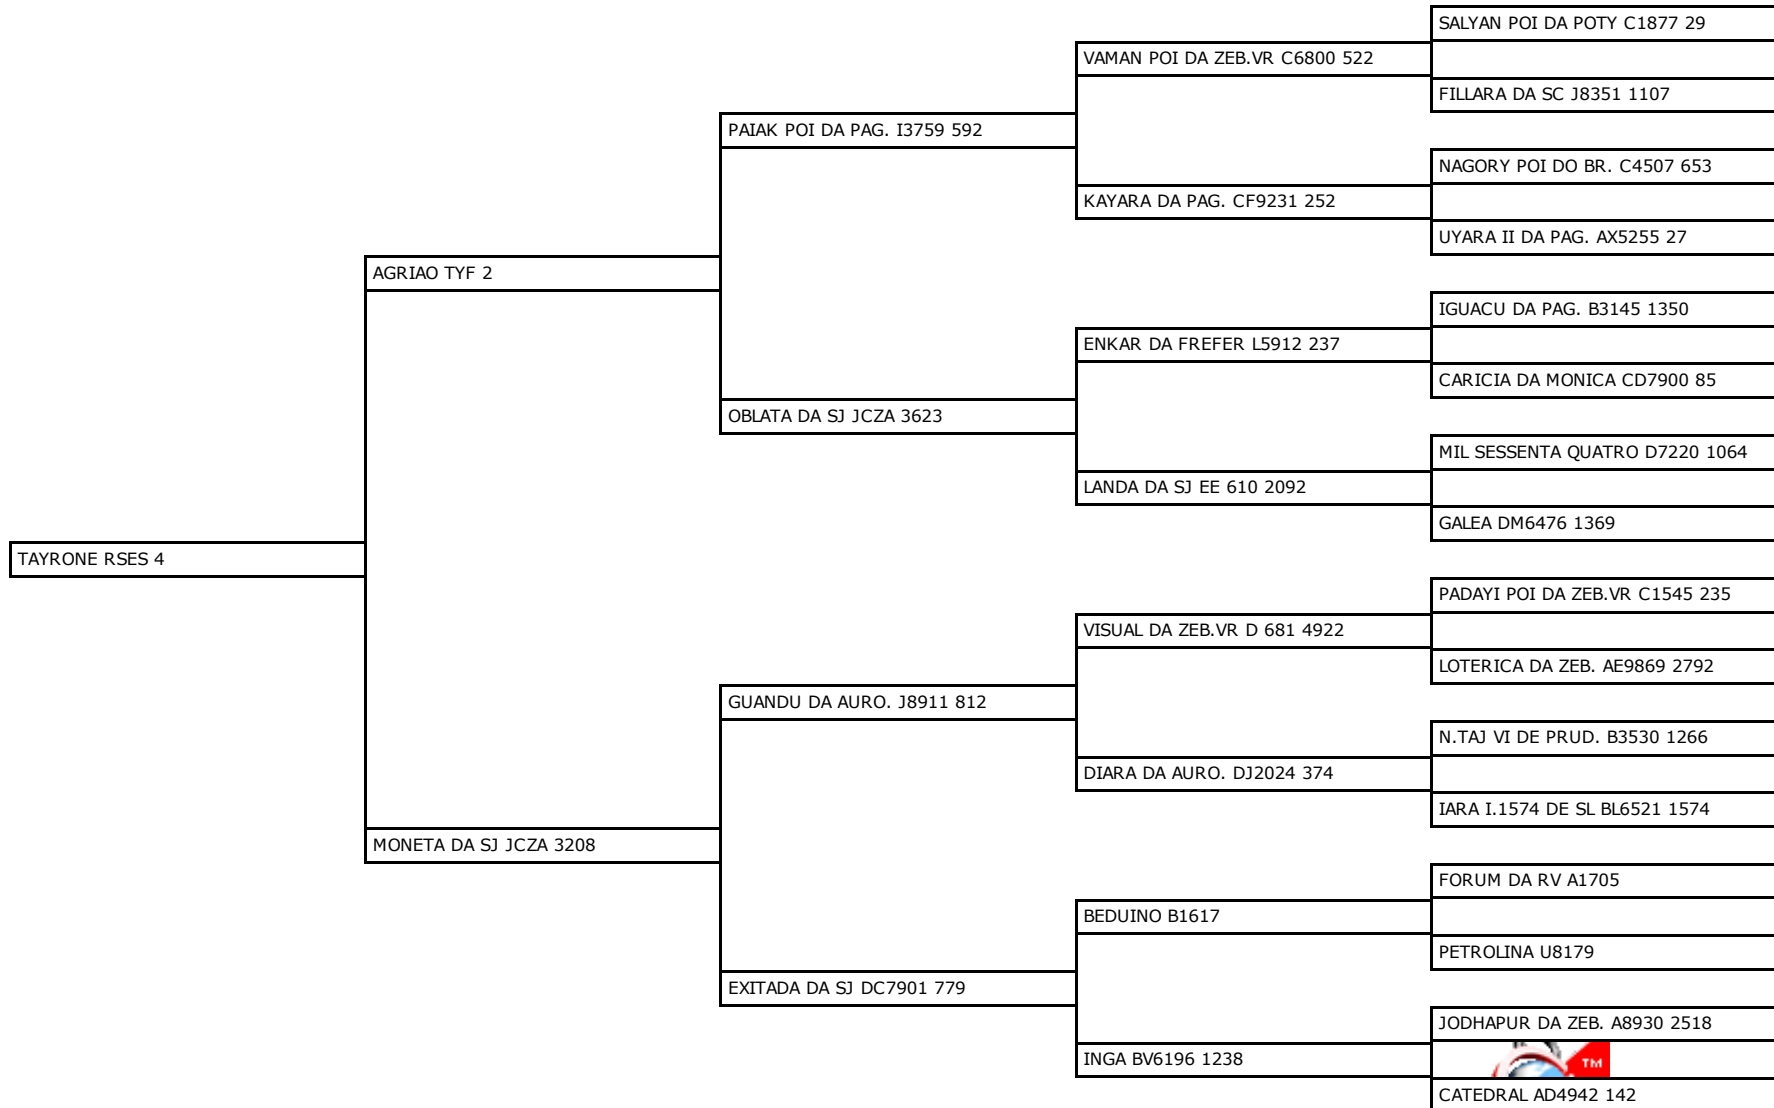 SALYAN POI DA POTY C1877 29
VAMAN POI DA ZEB.VR C6800 522
FILLARA DA SC J8351 1107
PAIAK POI DA PAG. I3759 592
NAGORY POI DO BR. C4507 653
KAYARA DA PAG. CF9231 252
UYARA II DA PAG. AX5255 27
AGRIAO TYF 2
IGUACU DA PAG. B3145 1350
ENKAR DA FREFER L5912 237
CARICIA DA MONICA CD7900 85
OBLATA DA SJ JCZA 3623
MIL SESSENTA QUATRO D7220 1064
LANDA DA SJ EE 610 2092
GALEA DM6476 1369
TAYRONE RSES 4
PADAYI POI DA ZEB.VR C1545 235
VISUAL DA ZEB.VR D 681 4922
LOTERICA DA ZEB. AE9869 2792
GUANDU DA AURO. J8911 812
N.TAJ VI DE PRUD. B3530 1266
DIARA DA AURO. DJ2024 374
IARA I.1574 DE SL BL6521 1574
MONETA DA SJ JCZA 3208
FORUM DA RV A1705
BEDUINO B1617
PETROLINA U8179
EXITADA DA SJ DC7901 779
JODHAPUR DA ZEB. A8930 2518
INGA BV6196 1238
TM
CATEDRAL AD4942 142